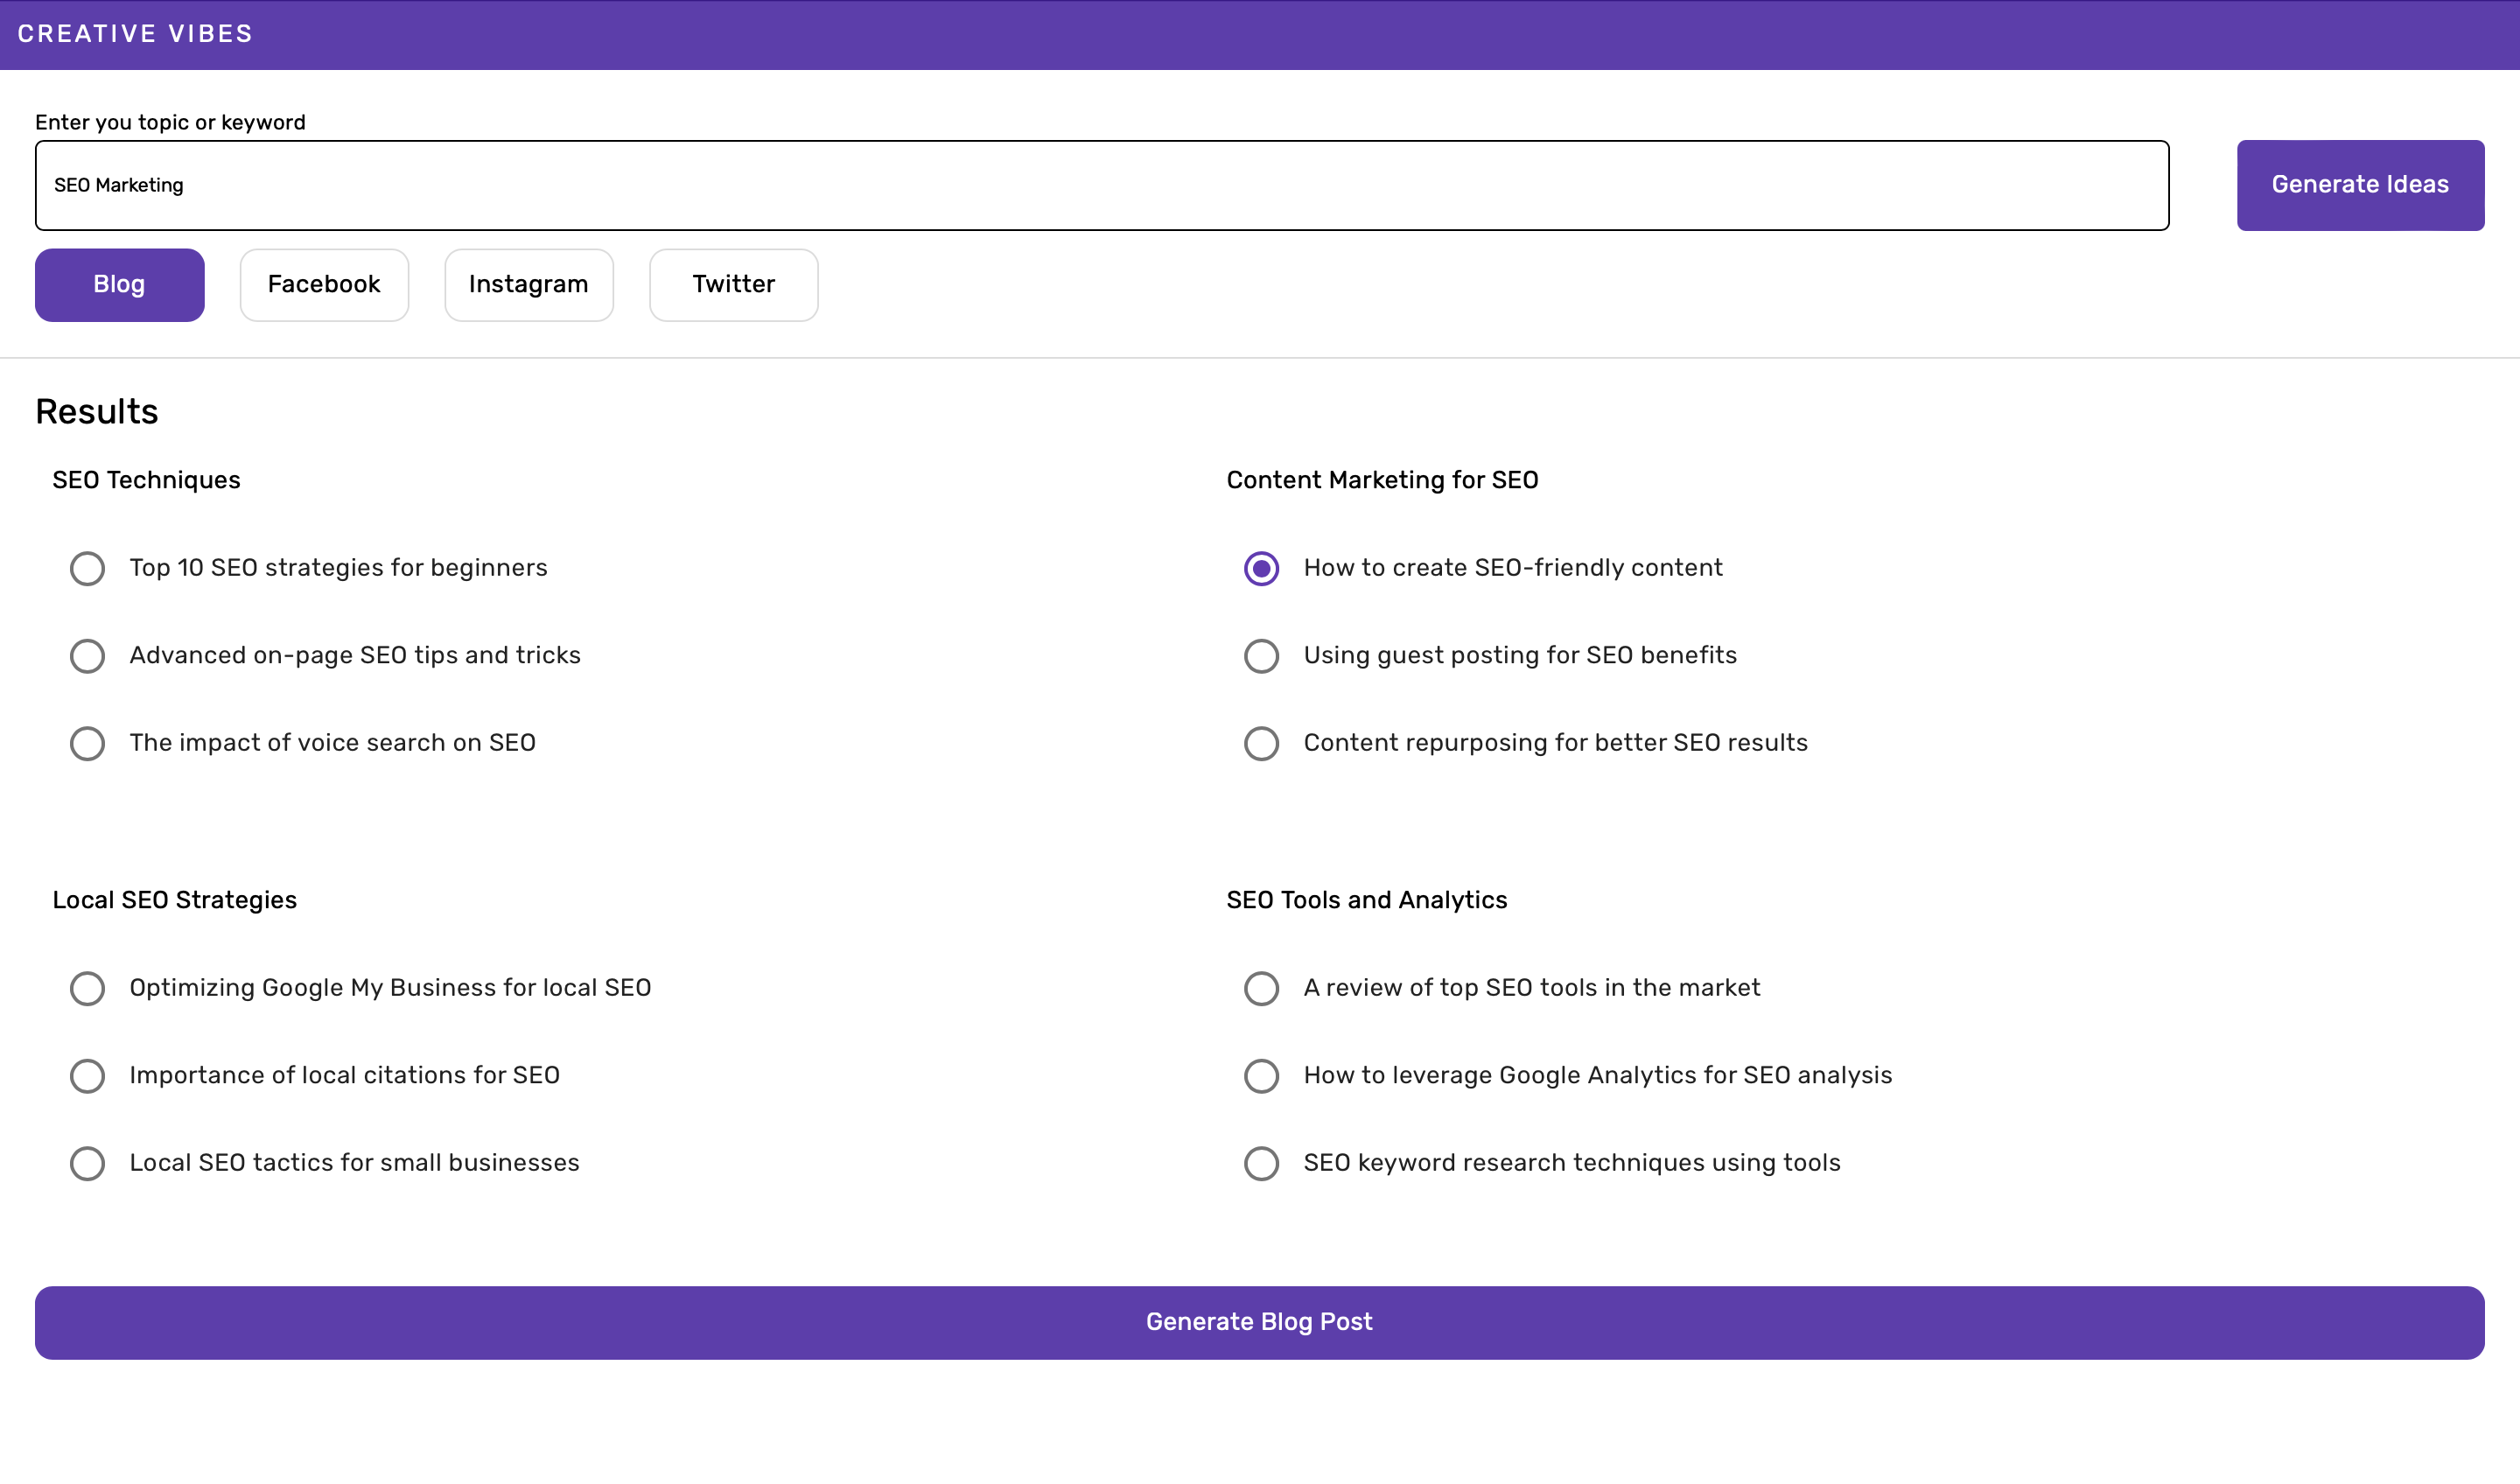 CREATIVE VIBES
Enter you topic or keyword
SEO Marketing
Generate Ideas
Blog
Facebook
Instagram
Twitter
Results
SEO Techniques
Top 10 SEO strategies for beginners
Advanced on-page SEO tips and tricks
The impact of voice search on SEO
Content Marketing for SEO
How to create SEO-friendly content
Using guest posting for SEO benefits
Content repurposing for better SEO results
Local SEO Strategies
Optimizing Google My Business for local SEO
Importance of local citations for SEO
Local SEO tactics for small businesses
SEO Tools and Analytics
A review of top SEO tools in the market
How to leverage Google Analytics for SEO analysis
SEO keyword research techniques using tools
Generate Blog Post